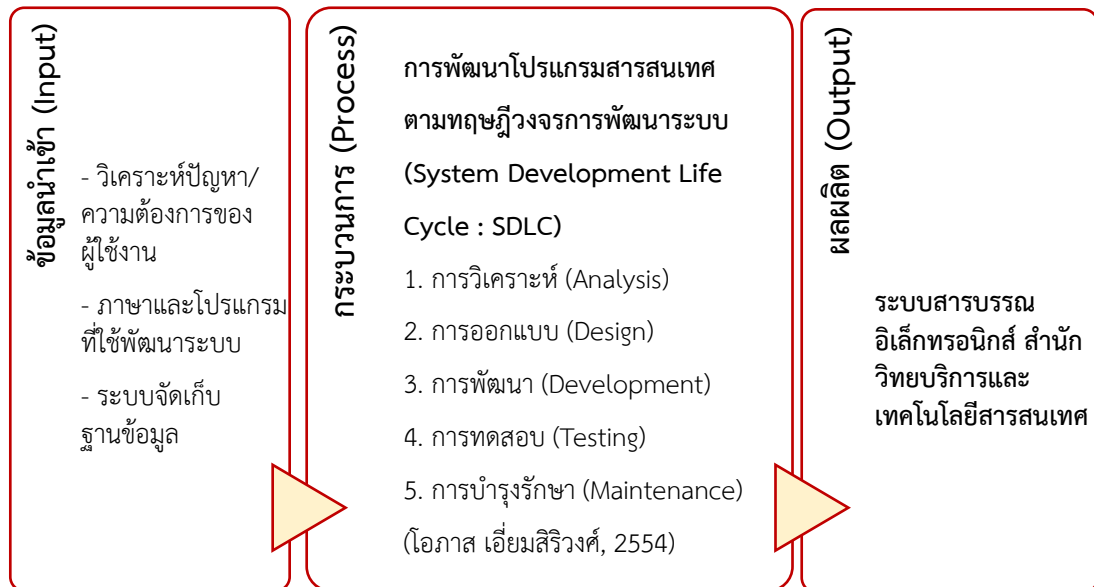 ข้อมูลนำเข้า (Input)
- วิเคราะห์ปัญหา/
ความต้องการของ
ผู้ใช้งาน
- ภาษาและโปรแกรม
ที่ใช้พัฒนาระบบ
- ระบบจัดเก็บ
ฐานข้อมูล
กระบวนการ (Process)
การพัฒนาโปรแกรมสารสนเทศ
ตามทฤษฎีวงจรการพัฒนาระบบ
(System Development Life
Cycle : SDLC)
1. การวิเคราะห์ (Analysis)
2. การออกแบบ (Design)
3. การพัฒนา (Development)
4. การทดสอบ (Testing)
5. การบำรุงรักษา (Maintenance)
(โอภาส เอี่ยมสิริวงศ์, 2554)
ผลผลิต (Output)
ระบบสารบรรณ
อิเล็กทรอนิกส์ สำนัก
วิทยบริการและ
เทคโนโลยีสารสนเทศ